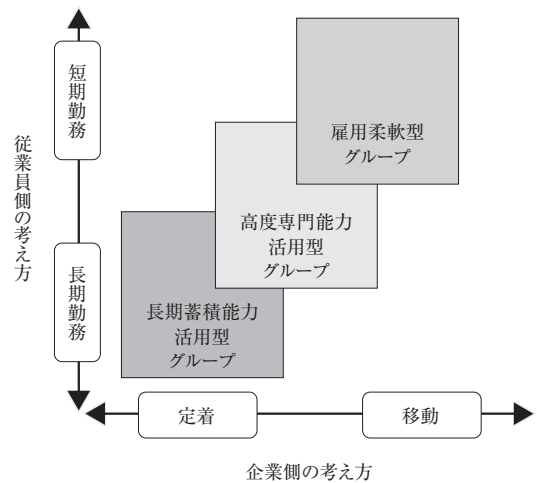 従業員側の考え方
短期勤務
長期勤務
雇用柔軟型
グループ
高度専門能力
活用型
グループ
長期蓄積能力
活用型
グループ
定着
移動
企業側の考え方